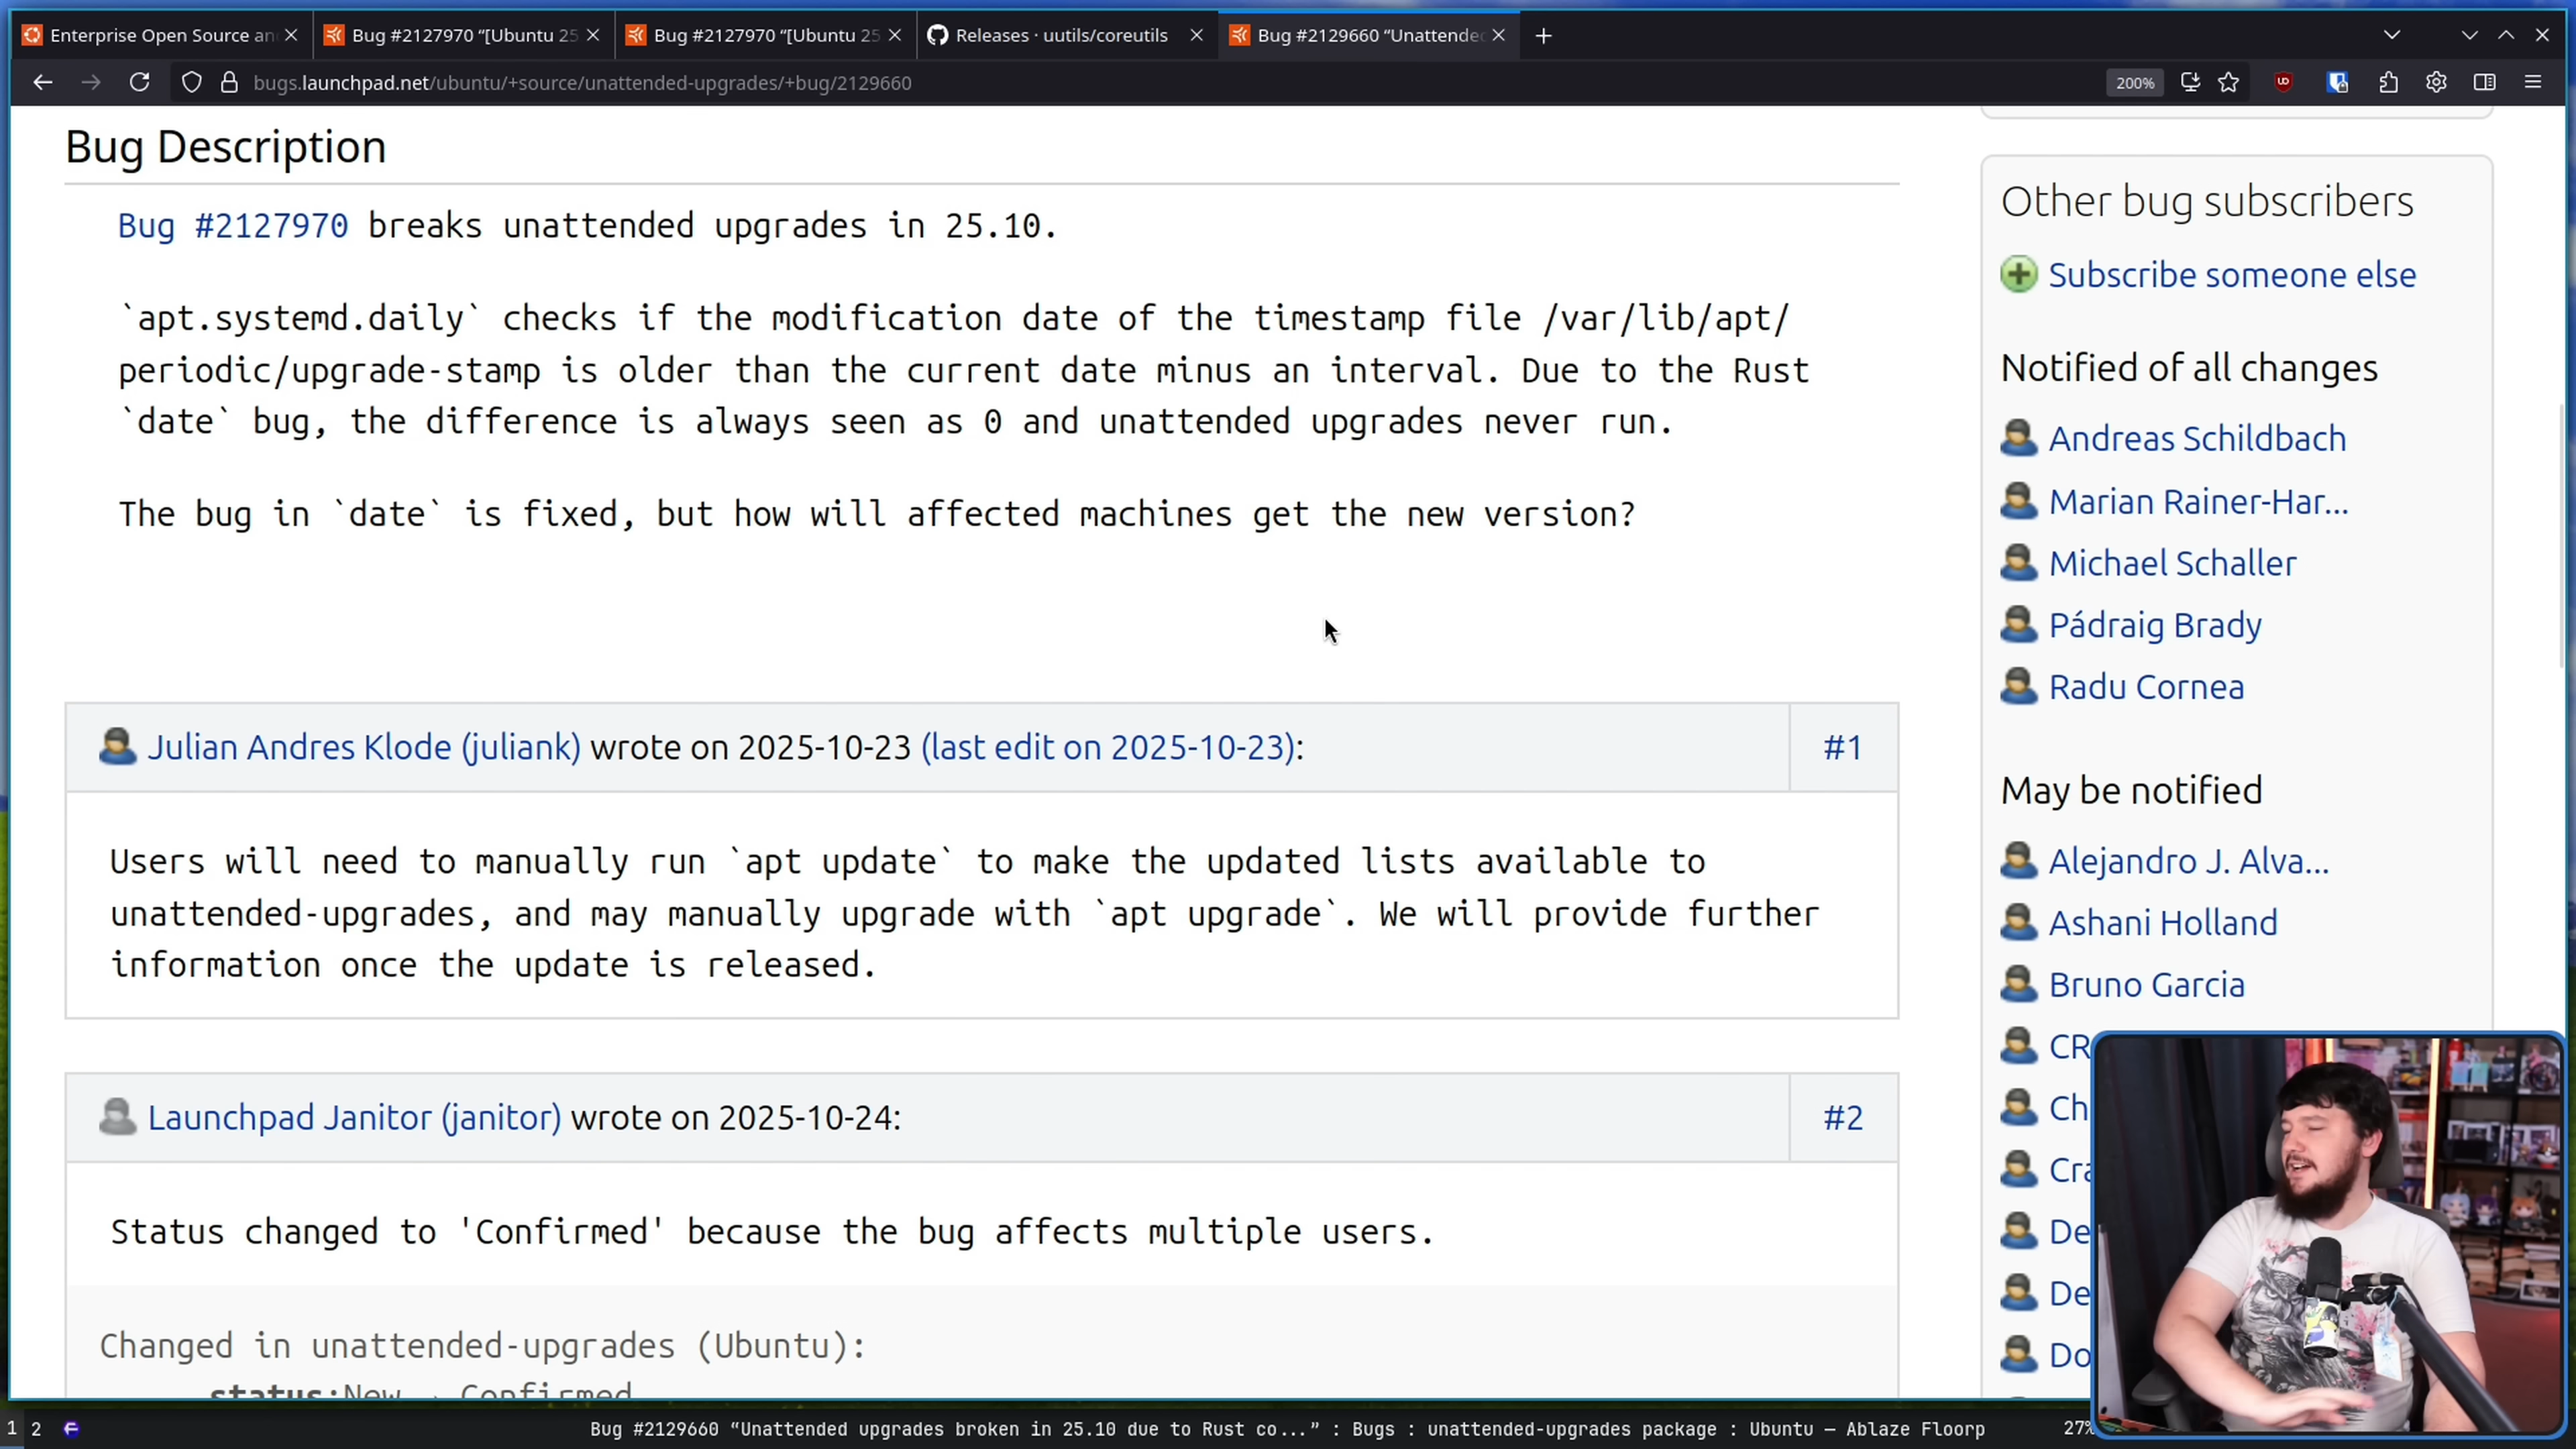 Enterprise Open Source an
Bug #2127970 “[Ubuntu 25
Bug #2127970 “[Ubuntu 25
Releases · uutils/coreutils
Bug #2129660 “Unattended
bugs.launchpad.net/ubuntu/+source/unattended-upgrades/+bug/2129660
200%
Bug Description
Bug #2127970 breaks unattended upgrades in 25.10.
`apt.systemd.daily` checks if the modification date of the timestamp file /var/lib/apt/
periodic/upgrade-stamp is older than the current date minus an interval. Due to the Rust
`date` bug, the difference is always seen as 0 and unattended upgrades never run.
The bug in `date` is fixed, but how will affected machines get the new version?
Julian Andres Klode (juliank) wrote on 2025-10-23 (last edit on 2025-10-23):
#1
Users will need to manually run `apt update` to make the updated lists available to
unattended-upgrades, and may manually upgrade with `apt upgrade`. We will provide further
information once the update is released.
Launchpad Janitor (janitor) wrote on 2025-10-24:
#2
Status changed to 'Confirmed' because the bug affects multiple users.
Changed in unattended-upgrades (Ubuntu):
status:New → Confirmed
Other bug subscribers
Subscribe someone else
Notified of all changes
Andreas Schildbach
Marian Rainer-Har...
Michael Schaller
Pádraig Brady
Radu Cornea
May be notified
Alejandro J. Alva...
Ashani Holland
Bruno Garcia
CR
Ch
Cra
De
De
Do
1 2
Bug #2129660 “Unattended upgrades broken in 25.10 due to Rust co...” : Bugs : unattended-upgrades package : Ubuntu — Ablaze Floorp
27%